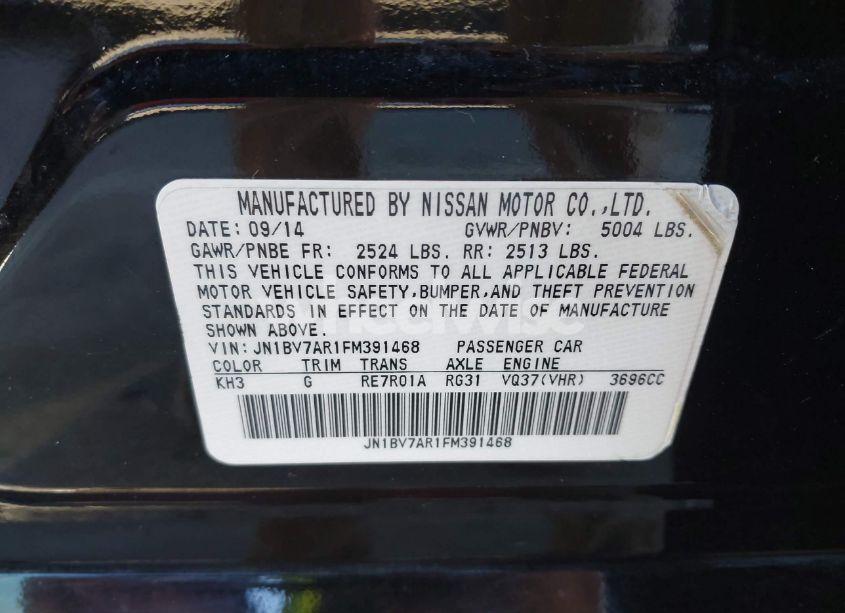 MANUFACTURED BY NISSAN MOTOR CO.,LTD.
DATE: 09/14 GVWR/PNBV: 5004 LBS.
GAWR/PNBE FR: 2524 LBS. RR: 2513 LBS.
THIS VEHICLE CONFORMS TO ALL APPLICABLE FEDERAL
MOTOR VEHICLE SAFETY,BUMPER,AND THEFT PREVENTION
STANDARDS IN EFFECT ON THE DATE OF MANUFACTURE
SHOWN ABOVE.
VIN:JN1BV7AR1FM391468 PASSENGER CAR
COLOR TRIM TRANS AXLE ENGINE
KH3 G RE7R01A RG31 VQ37(VHR) 3696CC
JN1BV7AR1FM391468